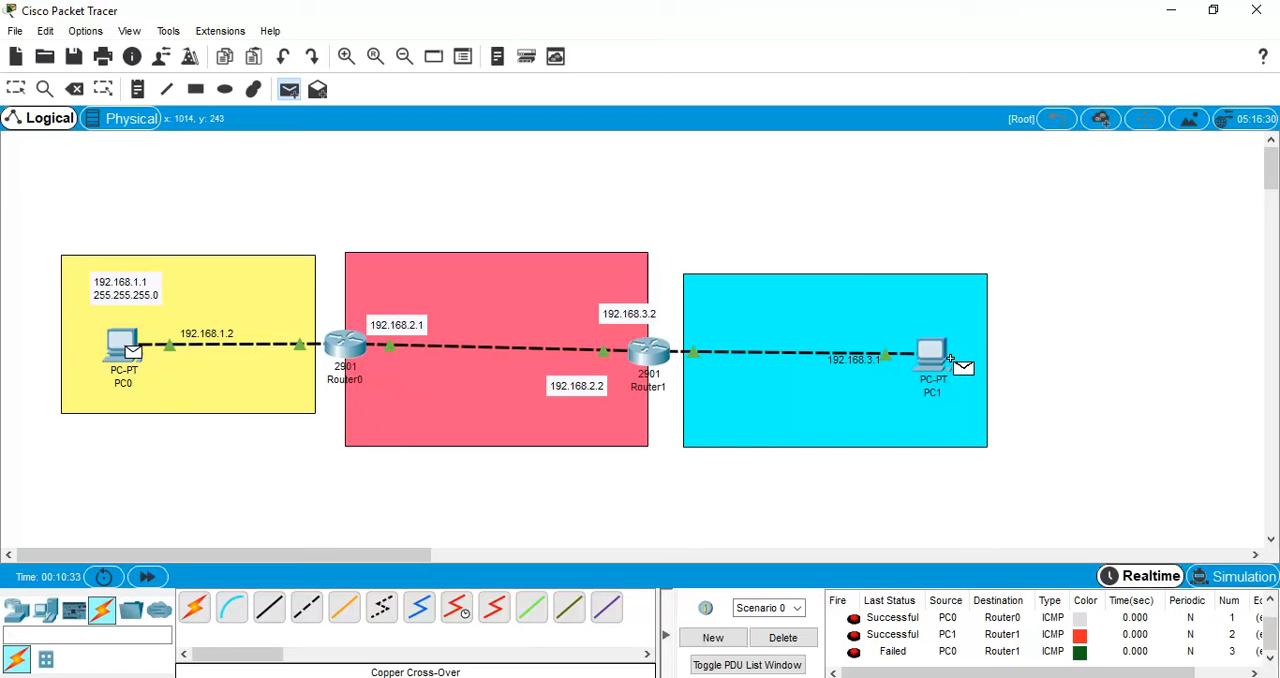 Cisco Packet Tracer
File Edit Options View Tools Extensions Help
Logical Physical x: 1014, y: 243 [Root] 05:16:30
192.168.1.1
255.255.255.0
192.168.1.2
PC-PT
PC0
192.168.2.1
2901
Router0
192.168.3.2
192.168.2.2
2901
Router1
192.168.3.1
PC-PT
PC1
Time: 00:10:33 Realtime Simulation
Copper Cross-Over
Scenario 0
New Delete
Toggle PDU List Window
Fire Last Status Source Destination Type Color Time(sec) Periodic Num
Successful PC0 Router0 ICMP 0.000 N 1 (e
Successful PC1 Router1 ICMP 0.000 N 2 (e
Failed PC0 Router1 ICMP 0.000 N 3 (e